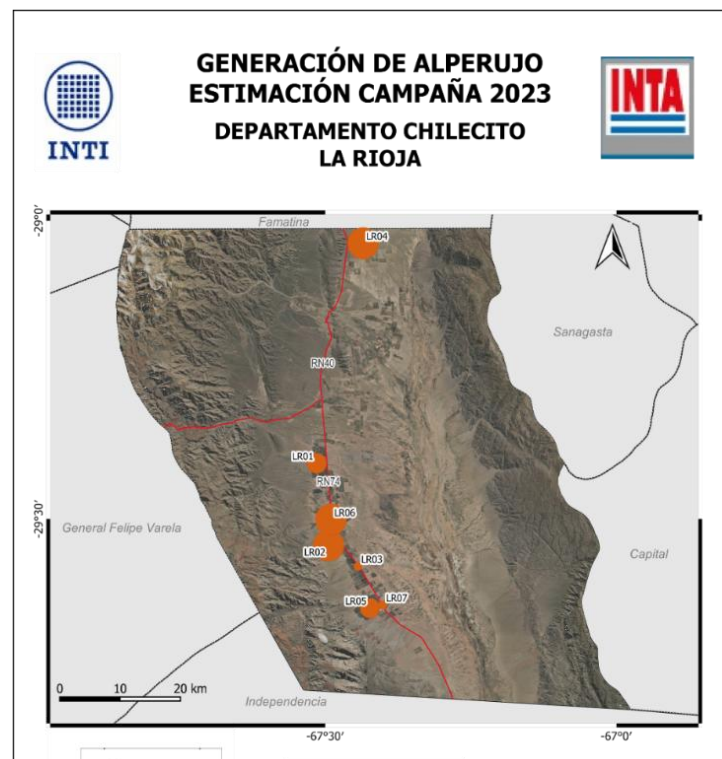 GENERACIÓN DE ALPERUJO
ESTIMACIÓN CAMPAÑA 2023
DEPARTAMENTO CHILECITO
LA RIOJA
INTI
INTA
-29°0'
Famatina
LR04
Sanagasta
RN40
LR01
RN74
LR06
-29°30'
General Felipe Varela
LR02
LR03
Capital
LR05
LR07
0 10 20 km
Independencia
-67°30'
-67°0'